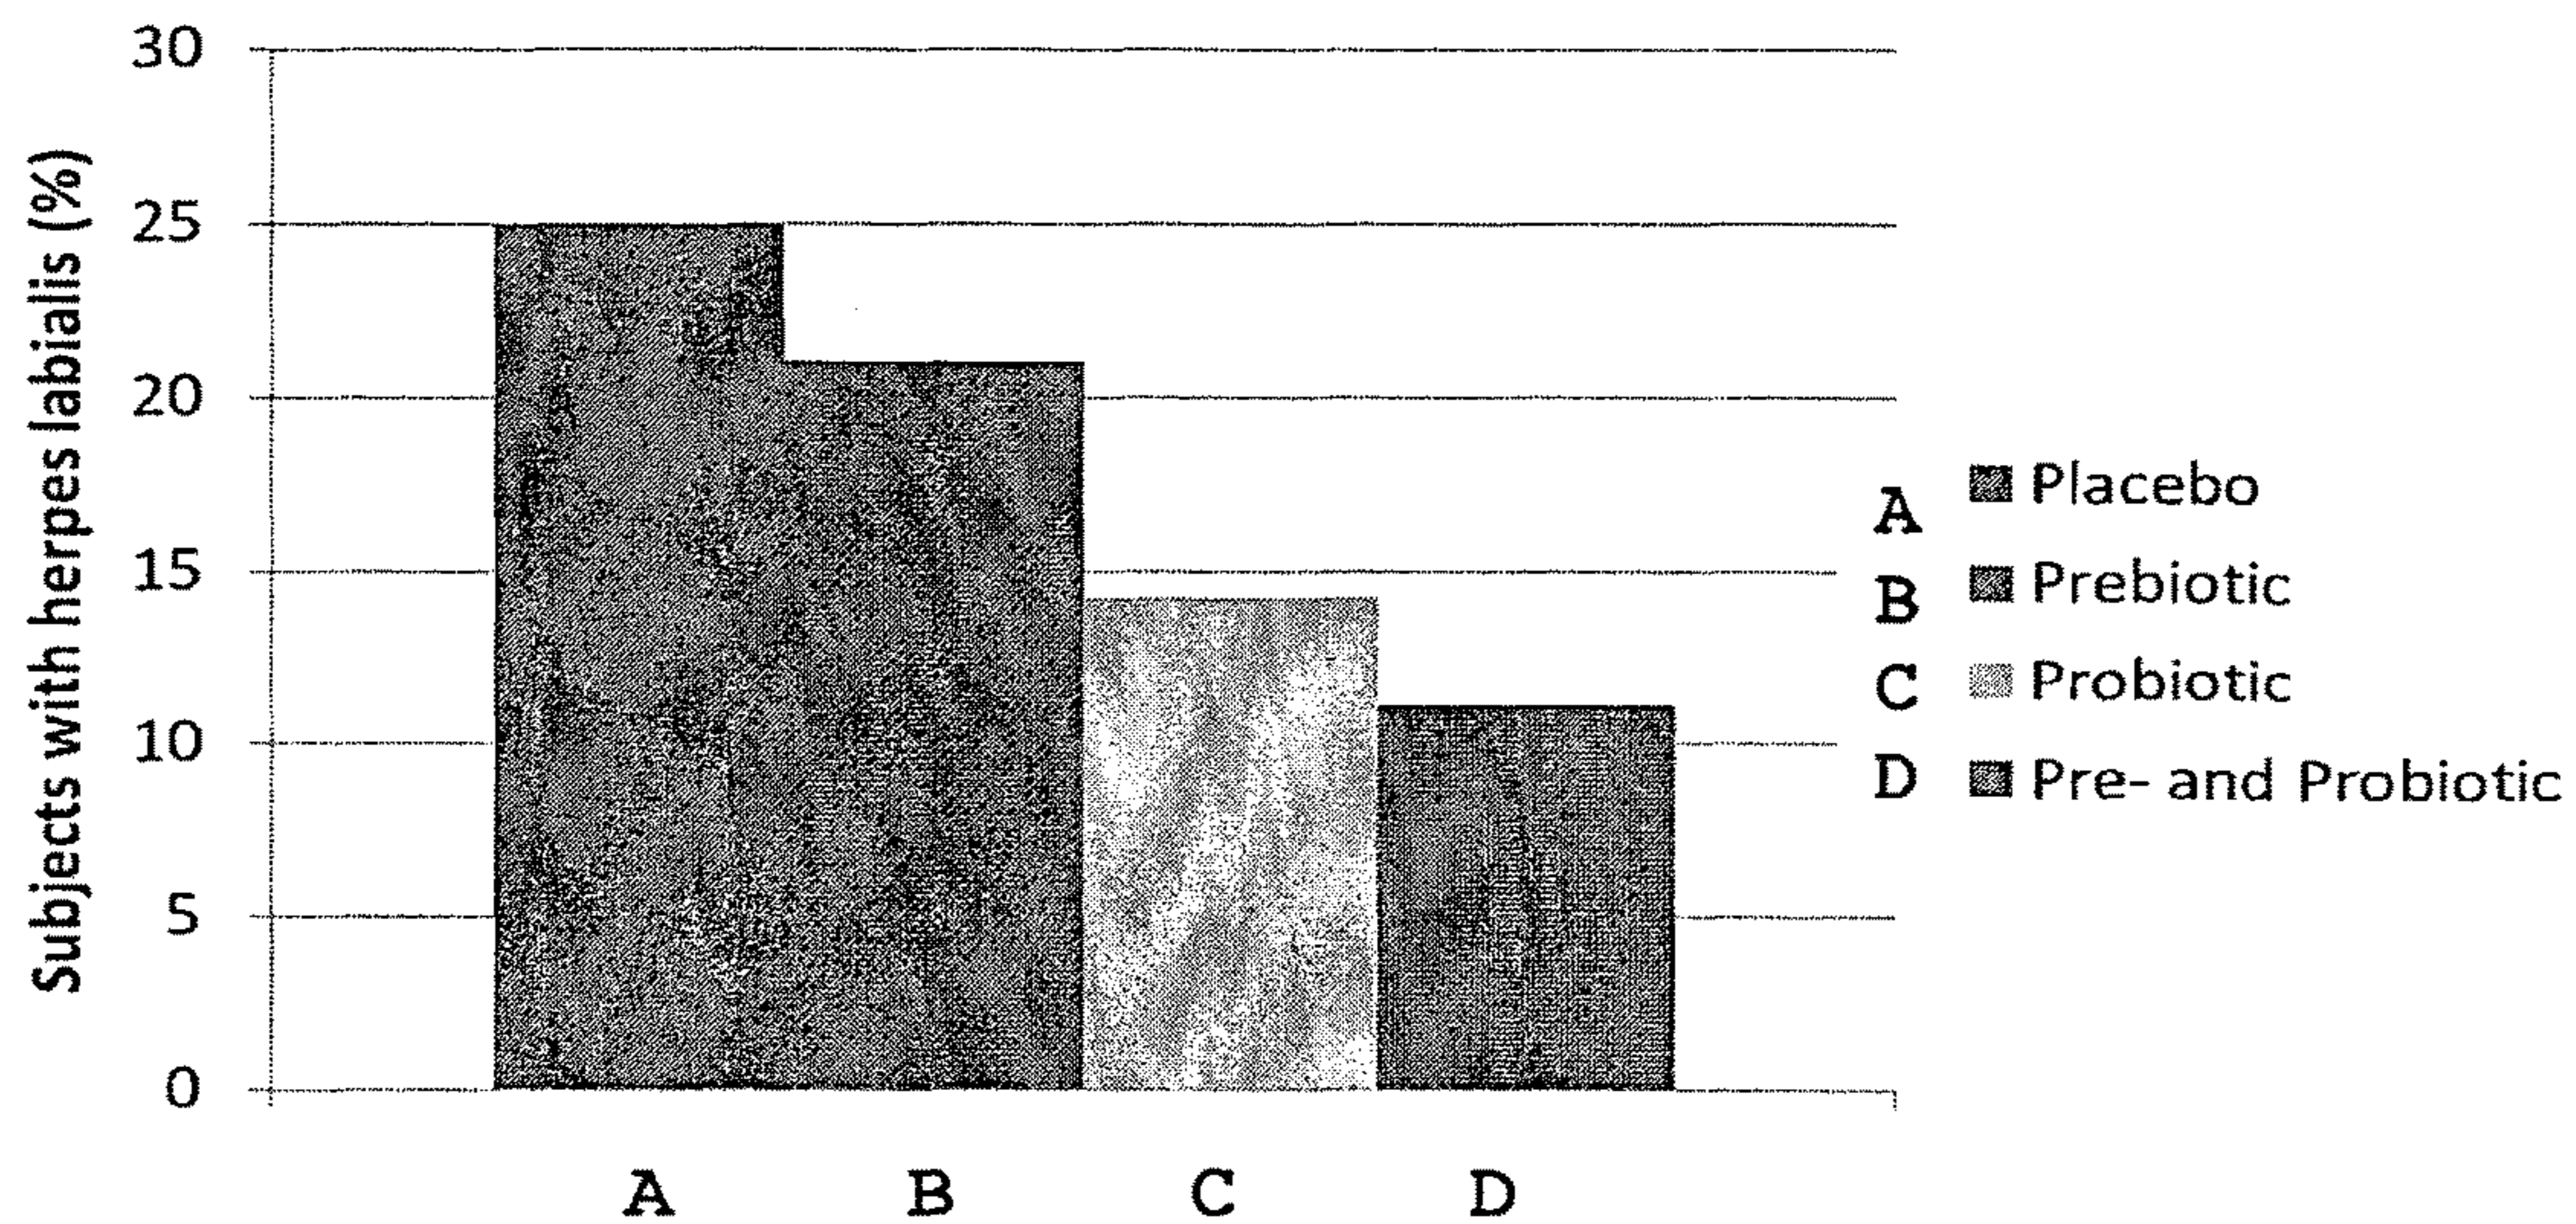 Subjects with herpes labialis (%)
30
25
20
15
10
5
0
A
B
C
D
A Placebo
B Prebiotic
C Probiotic
D Pre- and Probiotic